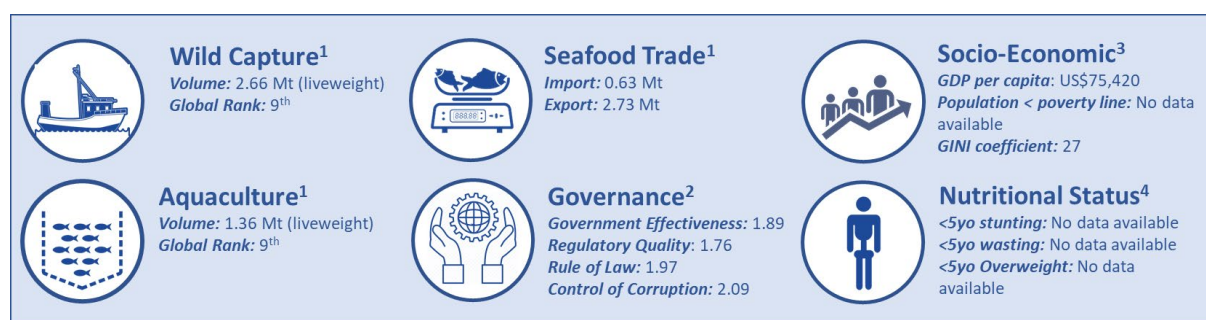 Wild Capture¹
Volume: 2.66 Mt (liveweight)
Global Rank: 9th
Seafood Trade¹
Import: 0.63 Mt
Export: 2.73 Mt
Socio-Economic³
GDP per capita: US$75,420
Population < poverty line: No data
available
GINI coefficient: 27
Aquaculture¹
Volume: 1.36 Mt (liveweight)
Global Rank: 9th
Governance²
Government Effectiveness: 1.89
Regulatory Quality: 1.76
Rule of Law: 1.97
Control of Corruption: 2.09
Nutritional Status⁴
<5yo stunting: No data available
<5yo wasting: No data available
<5yo Overweight: No data
available